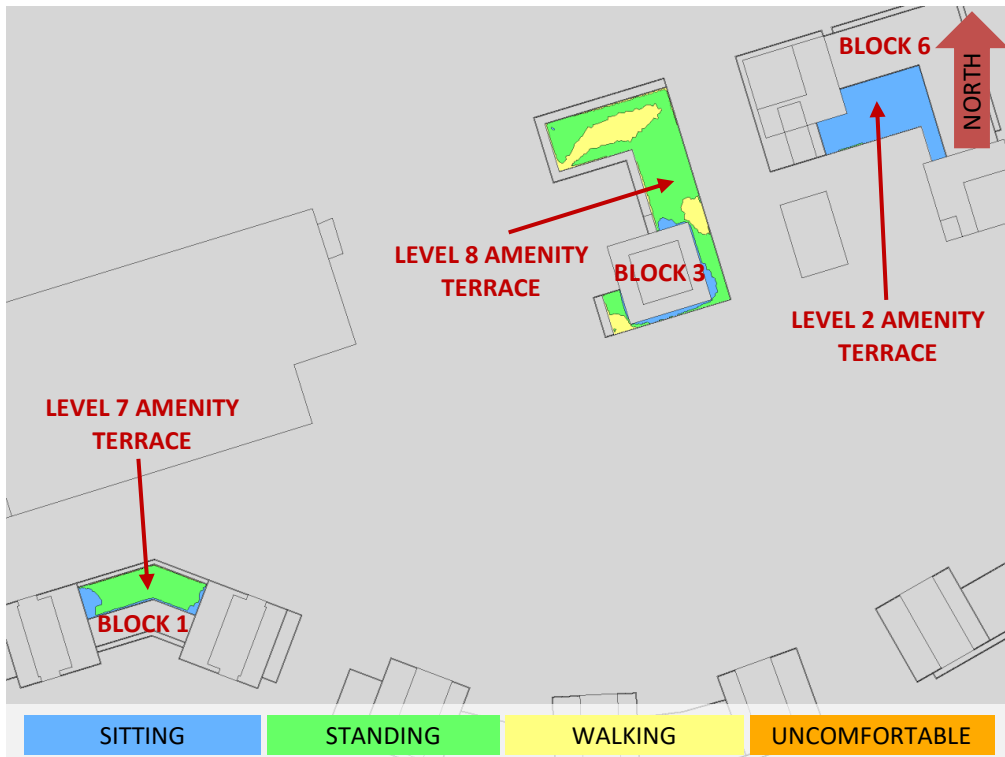 BLOCK 6
NORTH
LEVEL 8 AMENITY
TERRACE
BLOCK 3
LEVEL 2 AMENITY
TERRACE
LEVEL 7 AMENITY
TERRACE
BLOCK 1
SITTING
STANDING
WALKING
UNCOMFORTABLE